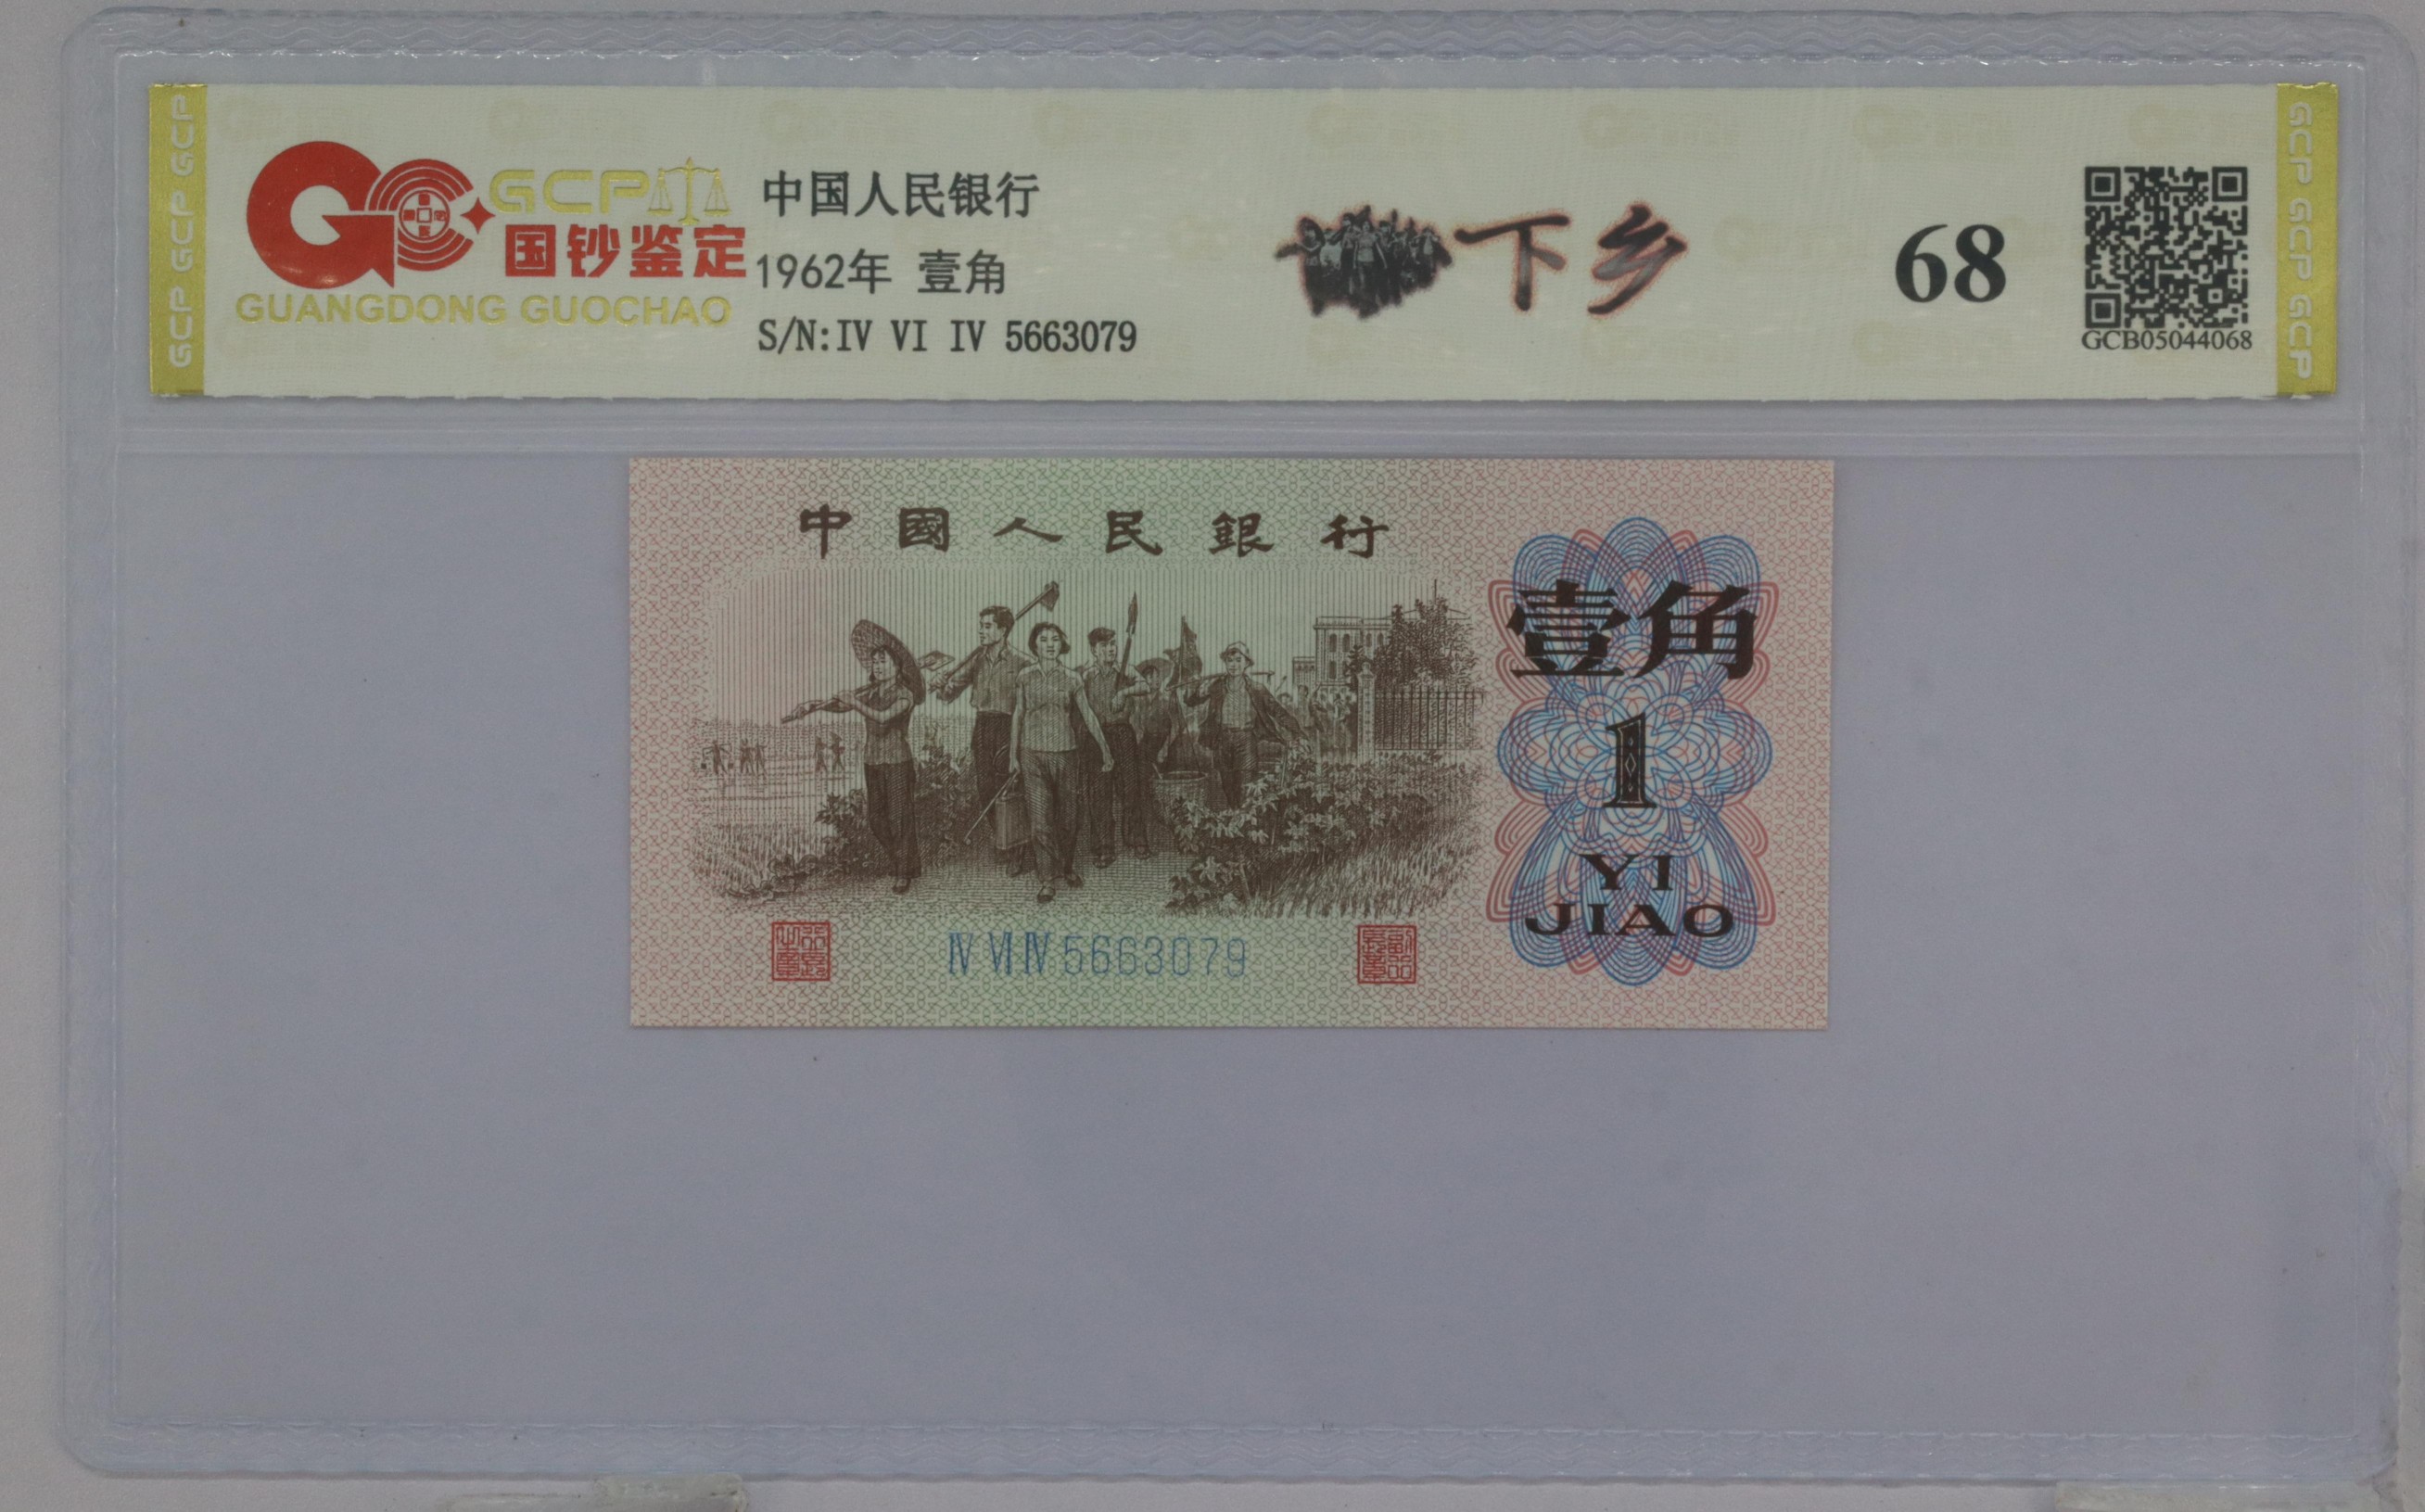 GCP GCP GCP
GCP
国钞鉴定
GUANGDONG GUOCHAO
中国人民银行
1962年 壹角
S/N:IV VI IV 5663079
下乡
68
GCB05044068
GCP GCP GCP
中國人民銀行
壹角
1
YI
JIAO
Ⅳ Ⅵ Ⅳ 5663079